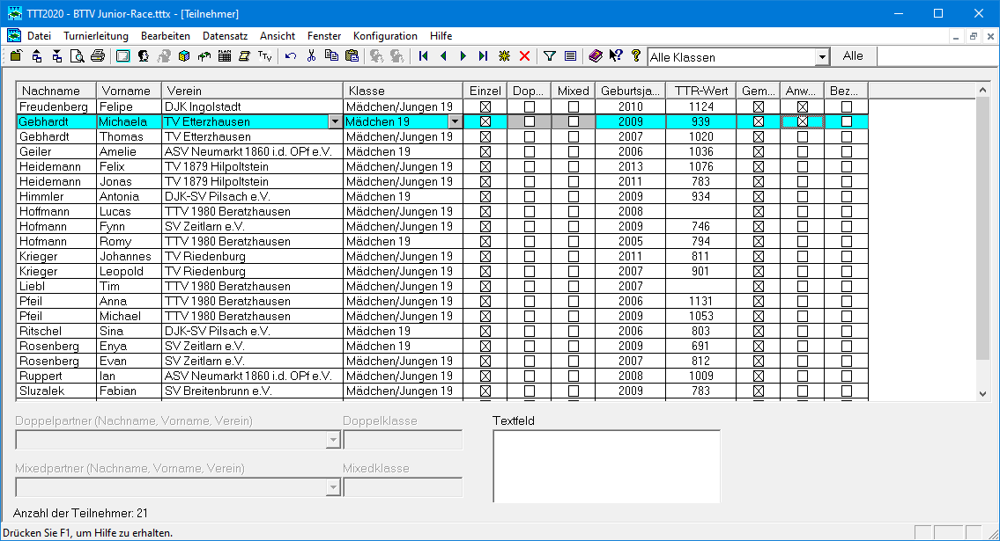 TTT2020 - BTTV Junior-Race.tttx - [Teilnehmer]
Datei Turnierleitung Bearbeiten Datensatz Ansicht Fenster Konfiguration Hilfe
TTV Alle Klassen Alle
Nachname Vorname Verein Klasse Einzel Dop... Mixed Geburtsja... TTR-Wert Gem... Anw... Bez...
Freudenberg Felipe DJK Ingolstadt Mädchen/Jungen 19 2010 1124
Gebhardt Michaela TV Etterzhausen Mädchen 19 2009 939
Gebhardt Thomas TV Etterzhausen Mädchen/Jungen 19 2007 1020
Geiler Amelie ASV Neumarkt 1860 i.d. OPf e.V. Mädchen 19 2006 1036
Heidemann Felix TV 1879 Hilpoltstein Mädchen/Jungen 19 2013 1076
Heidemann Jonas TV 1879 Hilpoltstein Mädchen/Jungen 19 2011 783
Himmler Antonia DJK-SV Pilsach e.V. Mädchen 19 2009 934
Hoffmann Lucas TTV 1980 Beratzhausen Mädchen/Jungen 19 2008
Hofmann Fynn SV Zeitlarn e.V. Mädchen/Jungen 19 2009 746
Hofmann Romy TTV 1980 Beratzhausen Mädchen 19 2005 794
Krieger Johannes TV Riedenburg Mädchen/Jungen 19 2011 811
Krieger Leopold TV Riedenburg Mädchen/Jungen 19 2007 901
Liebl Tim TTV 1980 Beratzhausen Mädchen/Jungen 19 2007
Pfeil Anna TTV 1980 Beratzhausen Mädchen/Jungen 19 2006 1131
Pfeil Michael TTV 1980 Beratzhausen Mädchen/Jungen 19 2009 1053
Ritschel Sina DJK-SV Pilsach e.V. Mädchen 19 2006 803
Rosenberg Enya SV Zeitlarn e.V. Mädchen 19 2009 691
Rosenberg Evan SV Zeitlarn e.V. Mädchen/Jungen 19 2007 812
Ruppert Ian ASV Neumarkt 1860 i.d. OPf e.V. Mädchen/Jungen 19 2008 1009
Sluzalek Fabian SV Breitenbrunn e.V. Mädchen/Jungen 19 2009 783
Doppelpartner (Nachname, Vorname, Verein) Doppelklasse Textfeld
Mixedpartner (Nachname, Vorname, Verein) Mixedklasse
Anzahl der Teilnehmer: 21
Drücken Sie F1, um Hilfe zu erhalten.